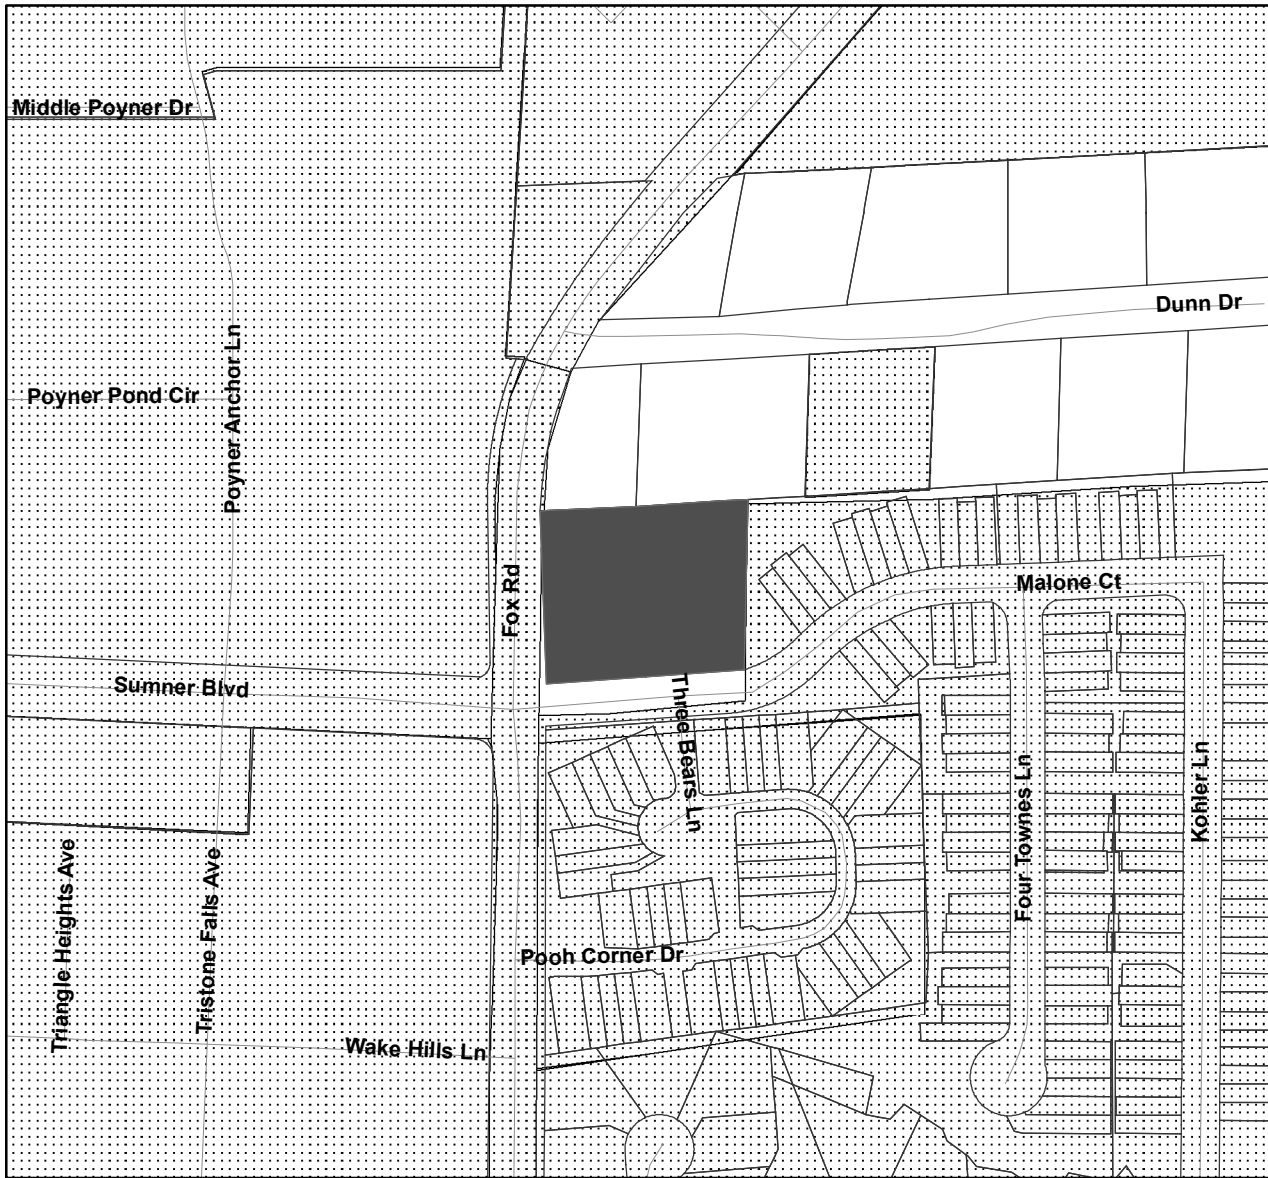 Middle Poyner Dr
Dunn Dr
Poyner Pond Cir
Poyner Anchor Ln
Fox Rd
Malone Ct
Sumner Blvd
Three Bears Ln
Four Townes Ln
Kohler Ln
Triangle Heights Ave
Tristone Falls Ave
Pooh Corner Dr
Wake Hills Ln